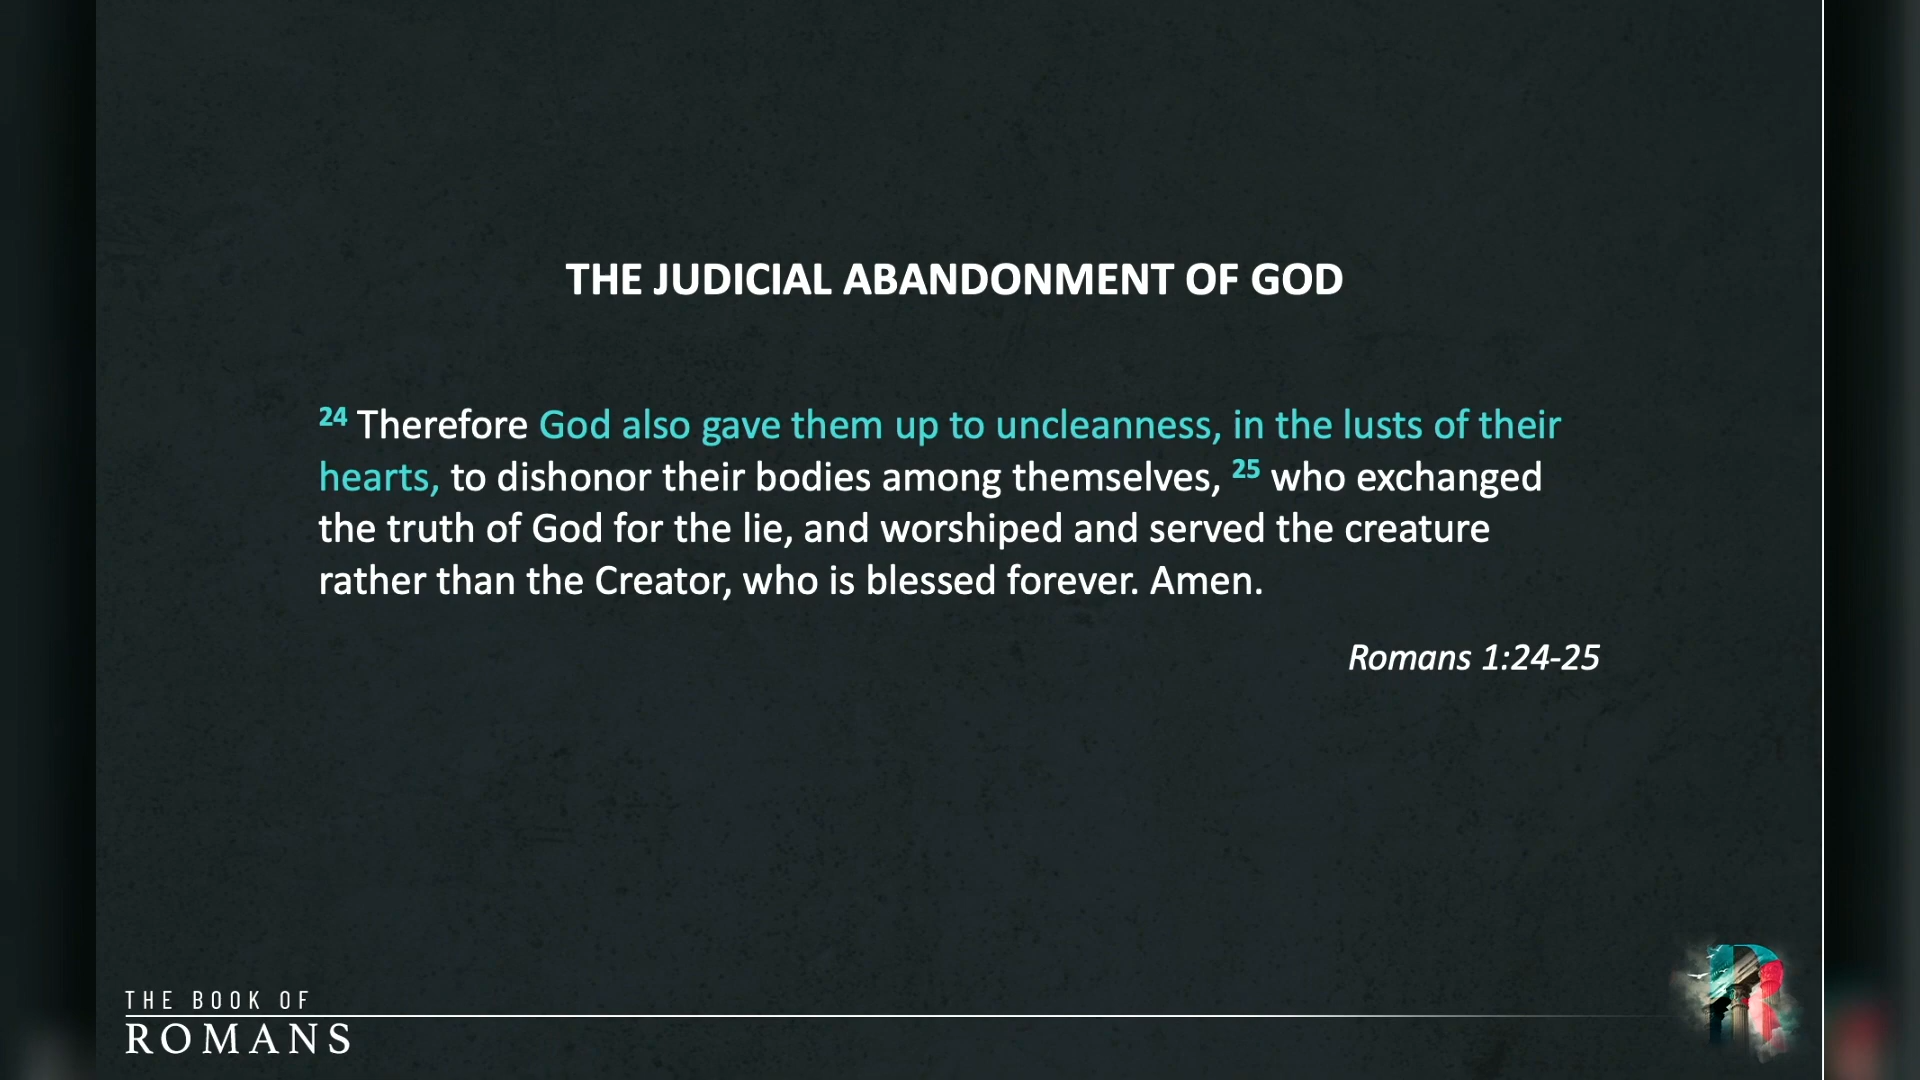 THE JUDICIAL ABANDONMENT OF GOD
24 Therefore God also gave them up to uncleanness, in the lusts of their
hearts, to dishonor their bodies among themselves, 25 who exchanged
the truth of God for the lie, and worshiped and served the creature
rather than the Creator, who is blessed forever. Amen.
Romans 1:24-25
THE BOOK OF
ROMANS
R